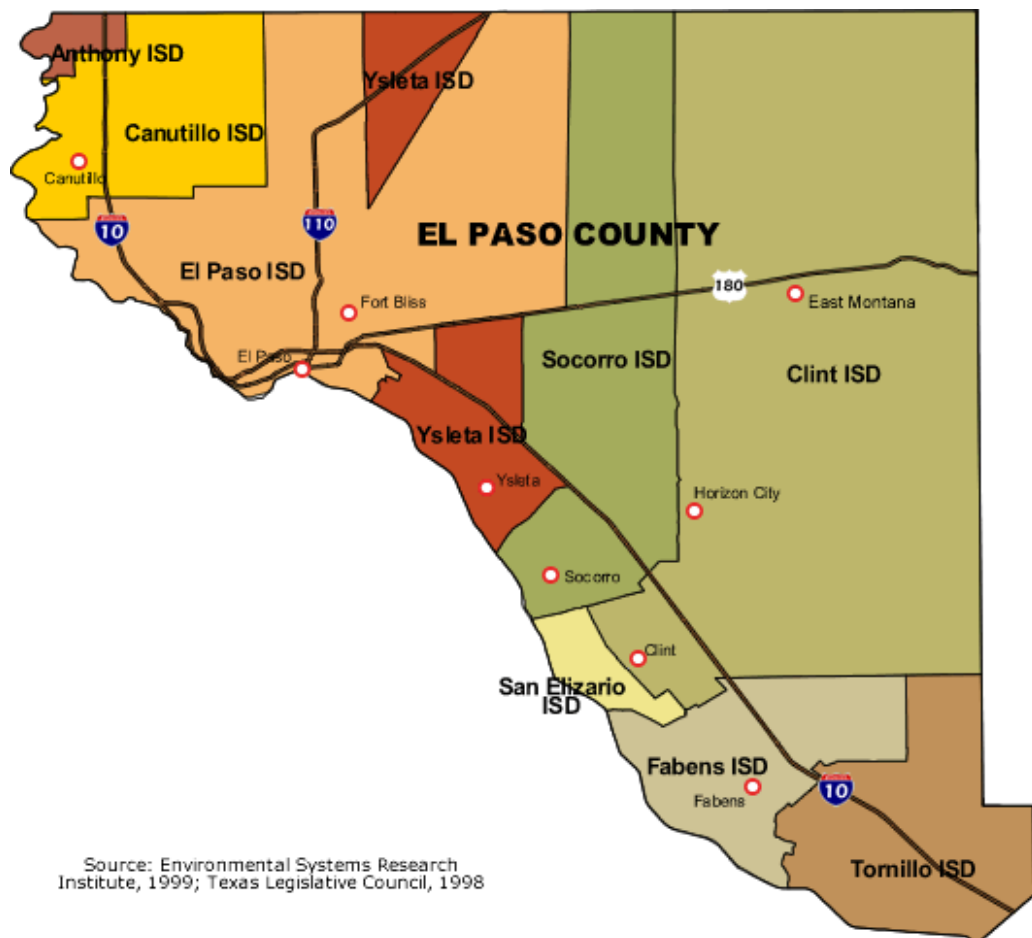 Anthony ISD
Ysleta ISD
Canutillo ISD
Canutillo
10
110
EL PASO COUNTY
El Paso ISD
180
Fort Bliss
East Montana
El Paso
Socorro ISD
Clint ISD
Ysleta ISD
Ysleta
Horizon City
Socorro
Clint
San Elizario
ISD
Fabens ISD
Fabens
10
Tornillo ISD
Source: Environmental Systems Research
Institute, 1999; Texas Legislative Council, 1998